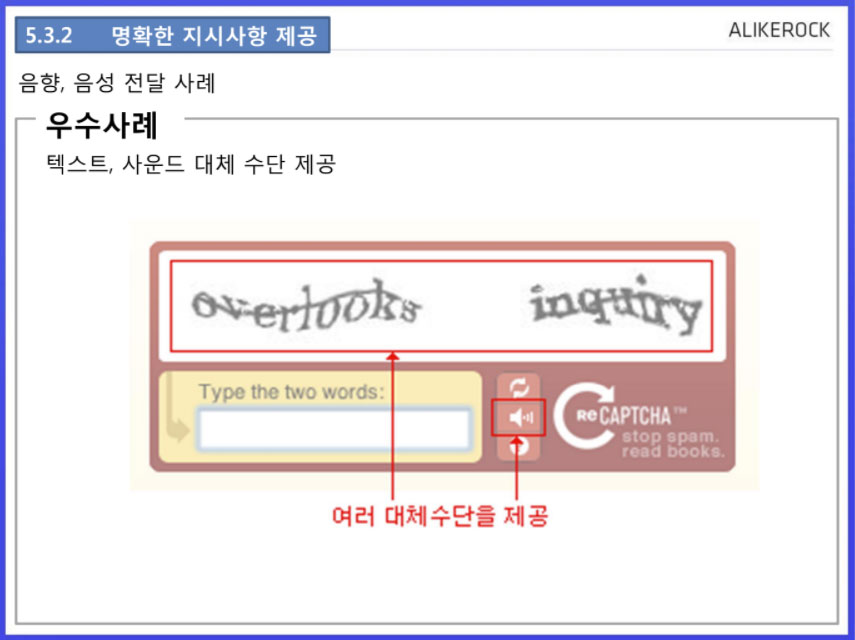 5.3.2 명확한 지시사항 제공
ALIKEROCK
음향, 음성 전달 사례
우수사례
텍스트, 사운드 대체 수단 제공
overlooks inquiry
Type the two words:
reCAPTCHA™
stop spam.
read books.
여러 대체수단을 제공